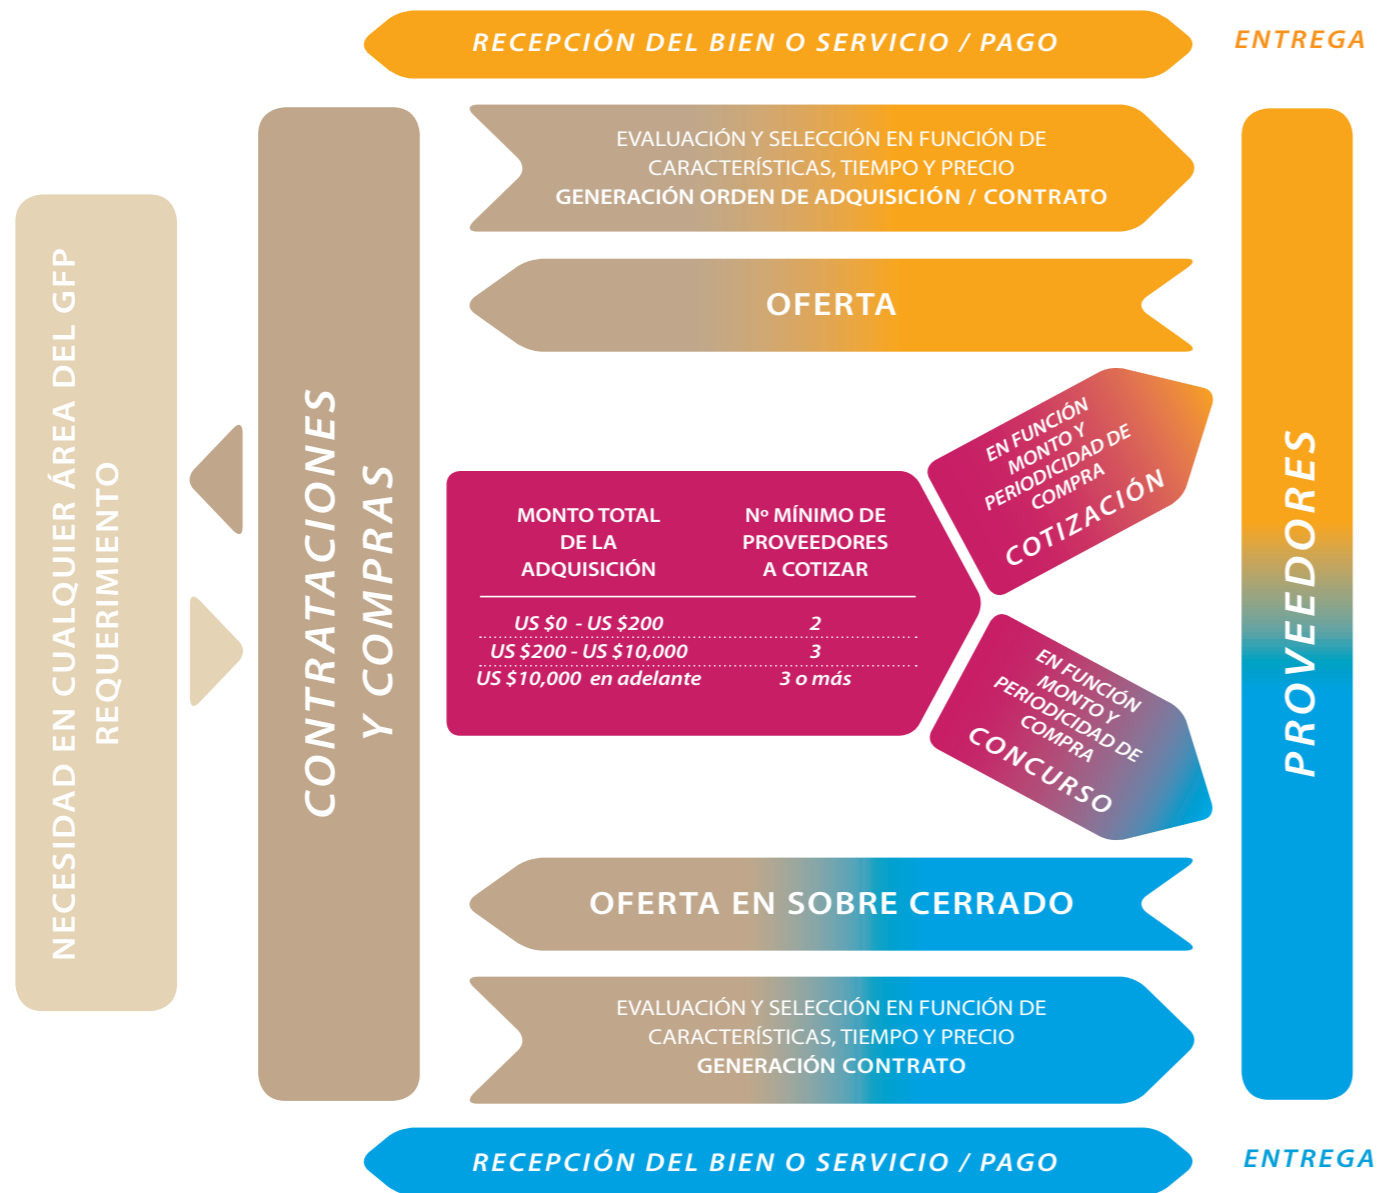 RECEPCIÓN DEL BIEN O SERVICIO / PAGO
ENTREGA
EVALUACIÓN Y SELECCIÓN EN FUNCIÓN DE
CARACTERÍSTICAS, TIEMPO Y PRECIO
GENERACIÓN ORDEN DE ADQUISICIÓN / CONTRATO
OFERTA
NECESIDAD EN CUALQUIER ÁREA DEL GFP
REQUERIMIENTO
CONTRATACIONES
Y COMPRAS
MONTO TOTAL
DE LA
ADQUISICIÓN
Nº MÍNIMO DE
PROVEEDORES
A COTIZAR
US $0 - US $200 2
US $200 - US $10,000 3
US $10,000 en adelante 3 o más
EN FUNCIÓN
MONTO Y
PERIODICIDAD DE
COMPRA
COTIZACIÓN
EN FUNCIÓN
MONTO Y
PERIODICIDAD DE
COMPRA
CONCURSO
PROVEEDORES
OFERTA EN SOBRE CERRADO
EVALUACIÓN Y SELECCIÓN EN FUNCIÓN DE
CARACTERÍSTICAS, TIEMPO Y PRECIO
GENERACIÓN CONTRATO
RECEPCIÓN DEL BIEN O SERVICIO / PAGO
ENTREGA